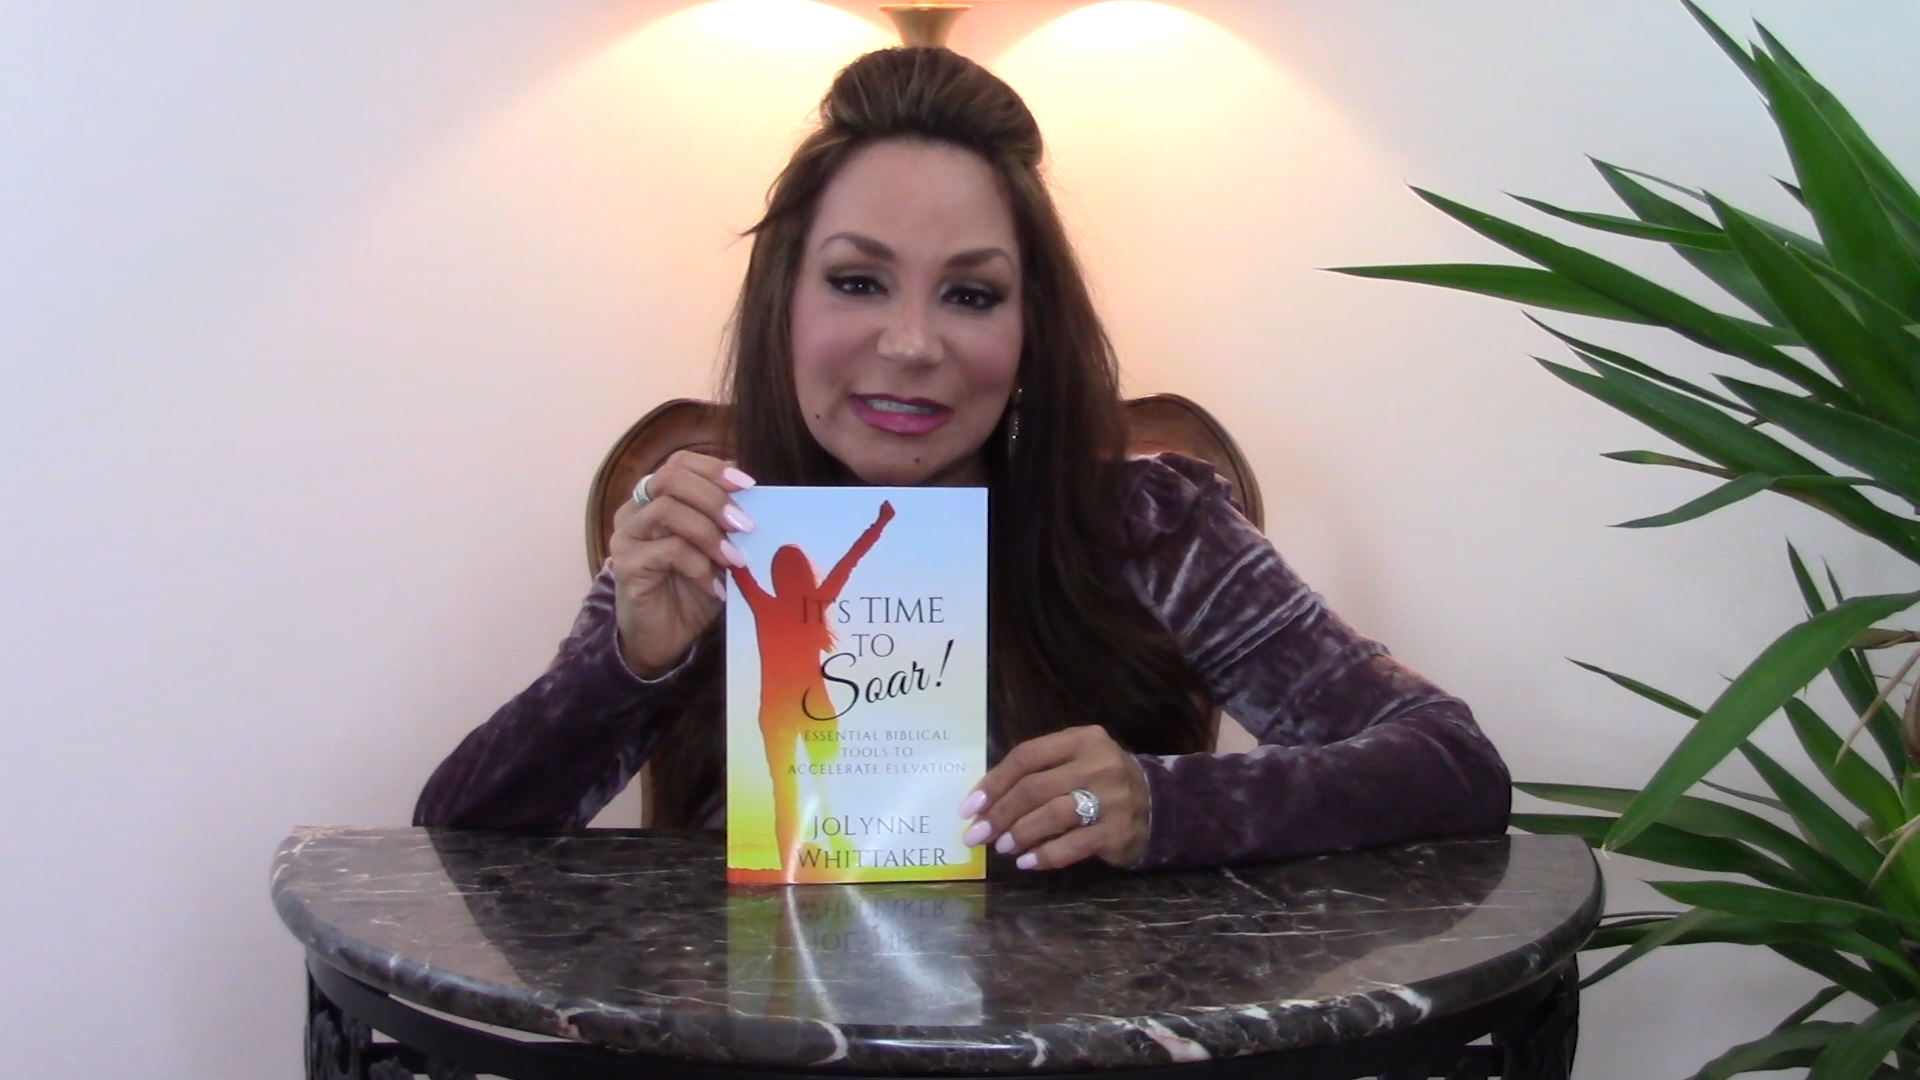 IT'S TIME
TO
Soar!
ESSENTIAL BIBLICAL
TOOLS TO
ACCELERATE ELEVATION
JOLYNNE
WHITTAKER